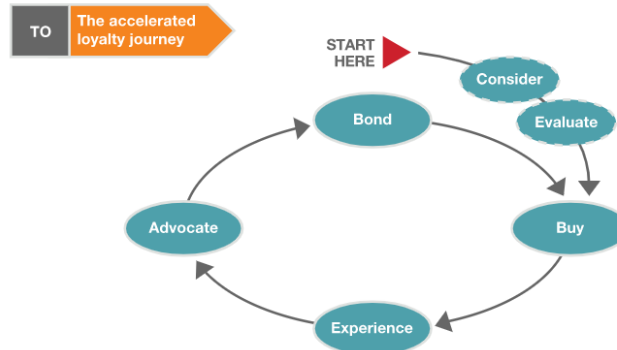 TO
The accelerated
loyalty journey
START
HERE
Consider
Evaluate
Bond
Buy
Advocate
Experience